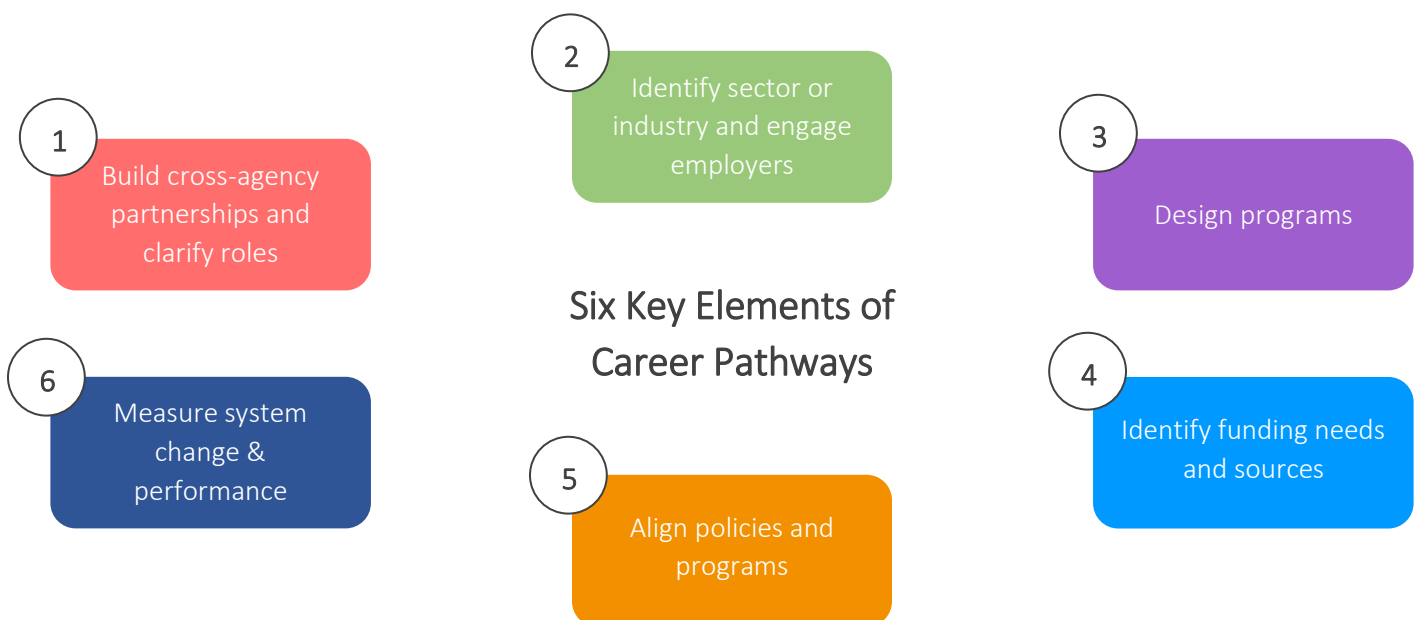 1
Build cross-agency
partnerships and
clarify roles
2
Identify sector or
industry and engage
employers
3
Design programs
Six Key Elements of
Career Pathways
4
Identify funding needs
and sources
5
Align policies and
programs
6
Measure system
change &
performance